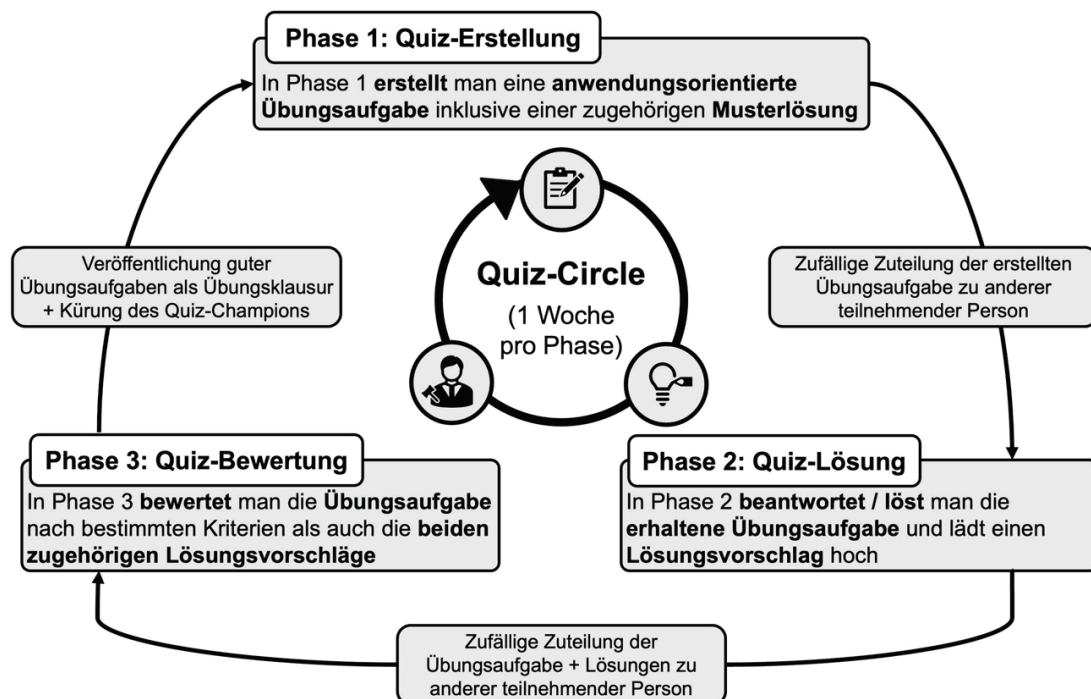 Phase 1: Quiz-Erstellung
In Phase 1 erstellt man eine anwendungsorientierte
Übungsaufgabe inklusive einer zugehörigen Musterlösung
Zufällige Zuteilung der erstellten
Übungsaufgabe zu anderer
teilnehmender Person
Quiz-Circle
(1 Woche
pro Phase)
Veröffentlichung guter
Übungsaufgaben als Übungsklausur
+ Kürung des Quiz-Champions
Phase 2: Quiz-Lösung
In Phase 2 beantwortet / löst man die
erhaltene Übungsaufgabe und lädt einen
Lösungsvorschlag hoch
Phase 3: Quiz-Bewertung
In Phase 3 bewertet man die Übungsaufgabe
nach bestimmten Kriterien als auch die beiden
zugehörigen Lösungsvorschläge
Zufällige Zuteilung der
Übungsaufgabe + Lösungen zu
anderer teilnehmender Person